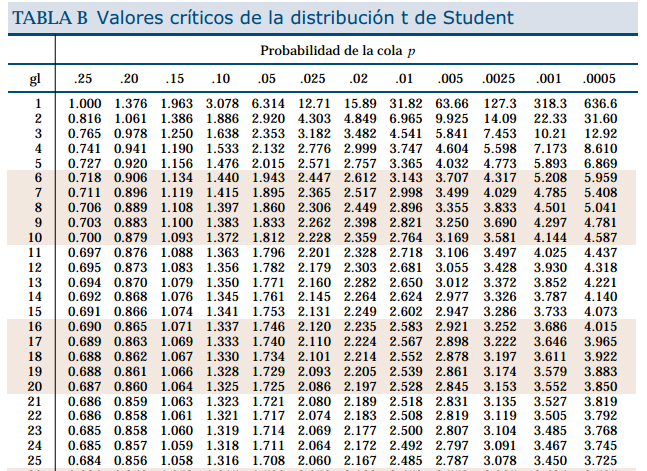 TABLA B Valores críticos de la distribución t de Student
Probabilidad de la cola p
gl .25 .20 .15 .10 .05 .025 .02 .01 .005 .0025 .001 .0005
1 1.000 1.376 1.963 3.078 6.314 12.71 15.89 31.82 63.66 127.3 318.3 636.6
2 0.816 1.061 1.386 1.886 2.920 4.303 4.849 6.965 9.925 14.09 22.33 31.60
3 0.765 0.978 1.250 1.638 2.353 3.182 3.482 4.541 5.841 7.453 10.21 12.92
4 0.741 0.941 1.190 1.533 2.132 2.776 2.999 3.747 4.604 5.598 7.173 8.610
5 0.727 0.920 1.156 1.476 2.015 2.571 2.757 3.365 4.032 4.773 5.893 6.869
6 0.718 0.906 1.134 1.440 1.943 2.447 2.612 3.143 3.707 4.317 5.208 5.959
7 0.711 0.896 1.119 1.415 1.895 2.365 2.517 2.998 3.499 4.029 4.785 5.408
8 0.706 0.889 1.108 1.397 1.860 2.306 2.449 2.896 3.355 3.833 4.501 5.041
9 0.703 0.883 1.100 1.383 1.833 2.262 2.398 2.821 3.250 3.690 4.297 4.781
10 0.700 0.879 1.093 1.372 1.812 2.228 2.359 2.764 3.169 3.581 4.144 4.587
11 0.697 0.876 1.088 1.363 1.796 2.201 2.328 2.718 3.106 3.497 4.025 4.437
12 0.695 0.873 1.083 1.356 1.782 2.179 2.303 2.681 3.055 3.428 3.930 4.318
13 0.694 0.870 1.079 1.350 1.771 2.160 2.282 2.650 3.012 3.372 3.852 4.221
14 0.692 0.868 1.076 1.345 1.761 2.145 2.264 2.624 2.977 3.326 3.787 4.140
15 0.691 0.866 1.074 1.341 1.753 2.131 2.249 2.602 2.947 3.286 3.733 4.073
16 0.690 0.865 1.071 1.337 1.746 2.120 2.235 2.583 2.921 3.252 3.686 4.015
17 0.689 0.863 1.069 1.333 1.740 2.110 2.224 2.567 2.898 3.222 3.646 3.965
18 0.688 0.862 1.067 1.330 1.734 2.101 2.214 2.552 2.878 3.197 3.611 3.922
19 0.688 0.861 1.066 1.328 1.729 2.093 2.205 2.539 2.861 3.174 3.579 3.883
20 0.687 0.860 1.064 1.325 1.725 2.086 2.197 2.528 2.845 3.153 3.552 3.850
21 0.686 0.859 1.063 1.323 1.721 2.080 2.189 2.518 2.831 3.135 3.527 3.819
22 0.686 0.858 1.061 1.321 1.717 2.074 2.183 2.508 2.819 3.119 3.505 3.792
23 0.685 0.858 1.060 1.319 1.714 2.069 2.177 2.500 2.807 3.104 3.485 3.768
24 0.685 0.857 1.059 1.318 1.711 2.064 2.172 2.492 2.797 3.091 3.467 3.745
25 0.684 0.856 1.058 1.316 1.708 2.060 2.167 2.485 2.787 3.078 3.450 3.725